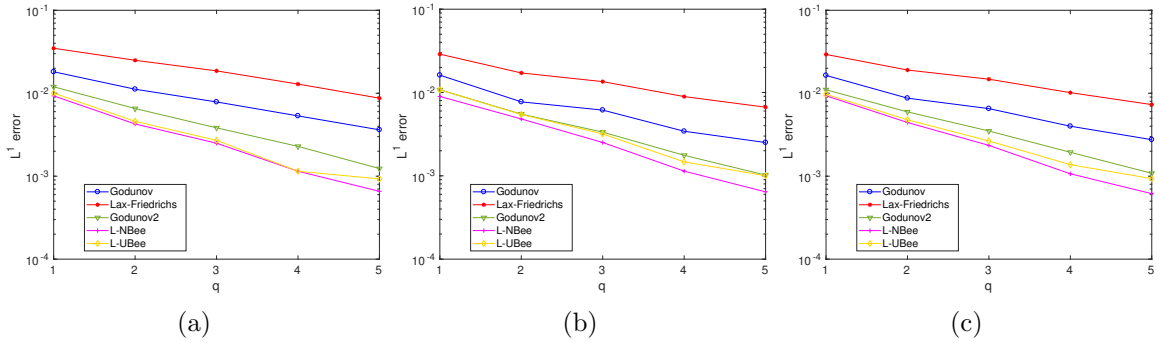 10^-1
10^-2
10^-3
10^-4
L^1 error
Godunov
Lax-Friedrichs
Godunov2
L-NBee
L-UBee
1 2 3 4 5
q
(a)
10^-1
10^-2
10^-3
10^-4
L^1 error
Godunov
Lax-Friedrichs
Godunov2
L-NBee
L-UBee
1 2 3 4 5
q
(b)
10^-1
10^-2
10^-3
10^-4
L^1 error
Godunov
Lax-Friedrichs
Godunov2
L-NBee
L-UBee
1 2 3 4 5
q
(c)